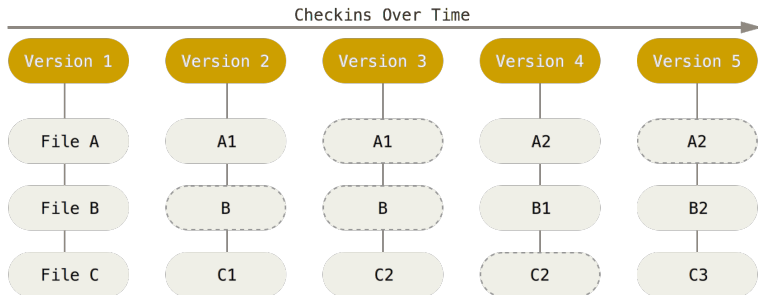 Checkins Over Time
Version 1 Version 2 Version 3 Version 4 Version 5
File A A1 A1 A2 A2
File B B B B1 B2
File C C1 C2 C2 C3